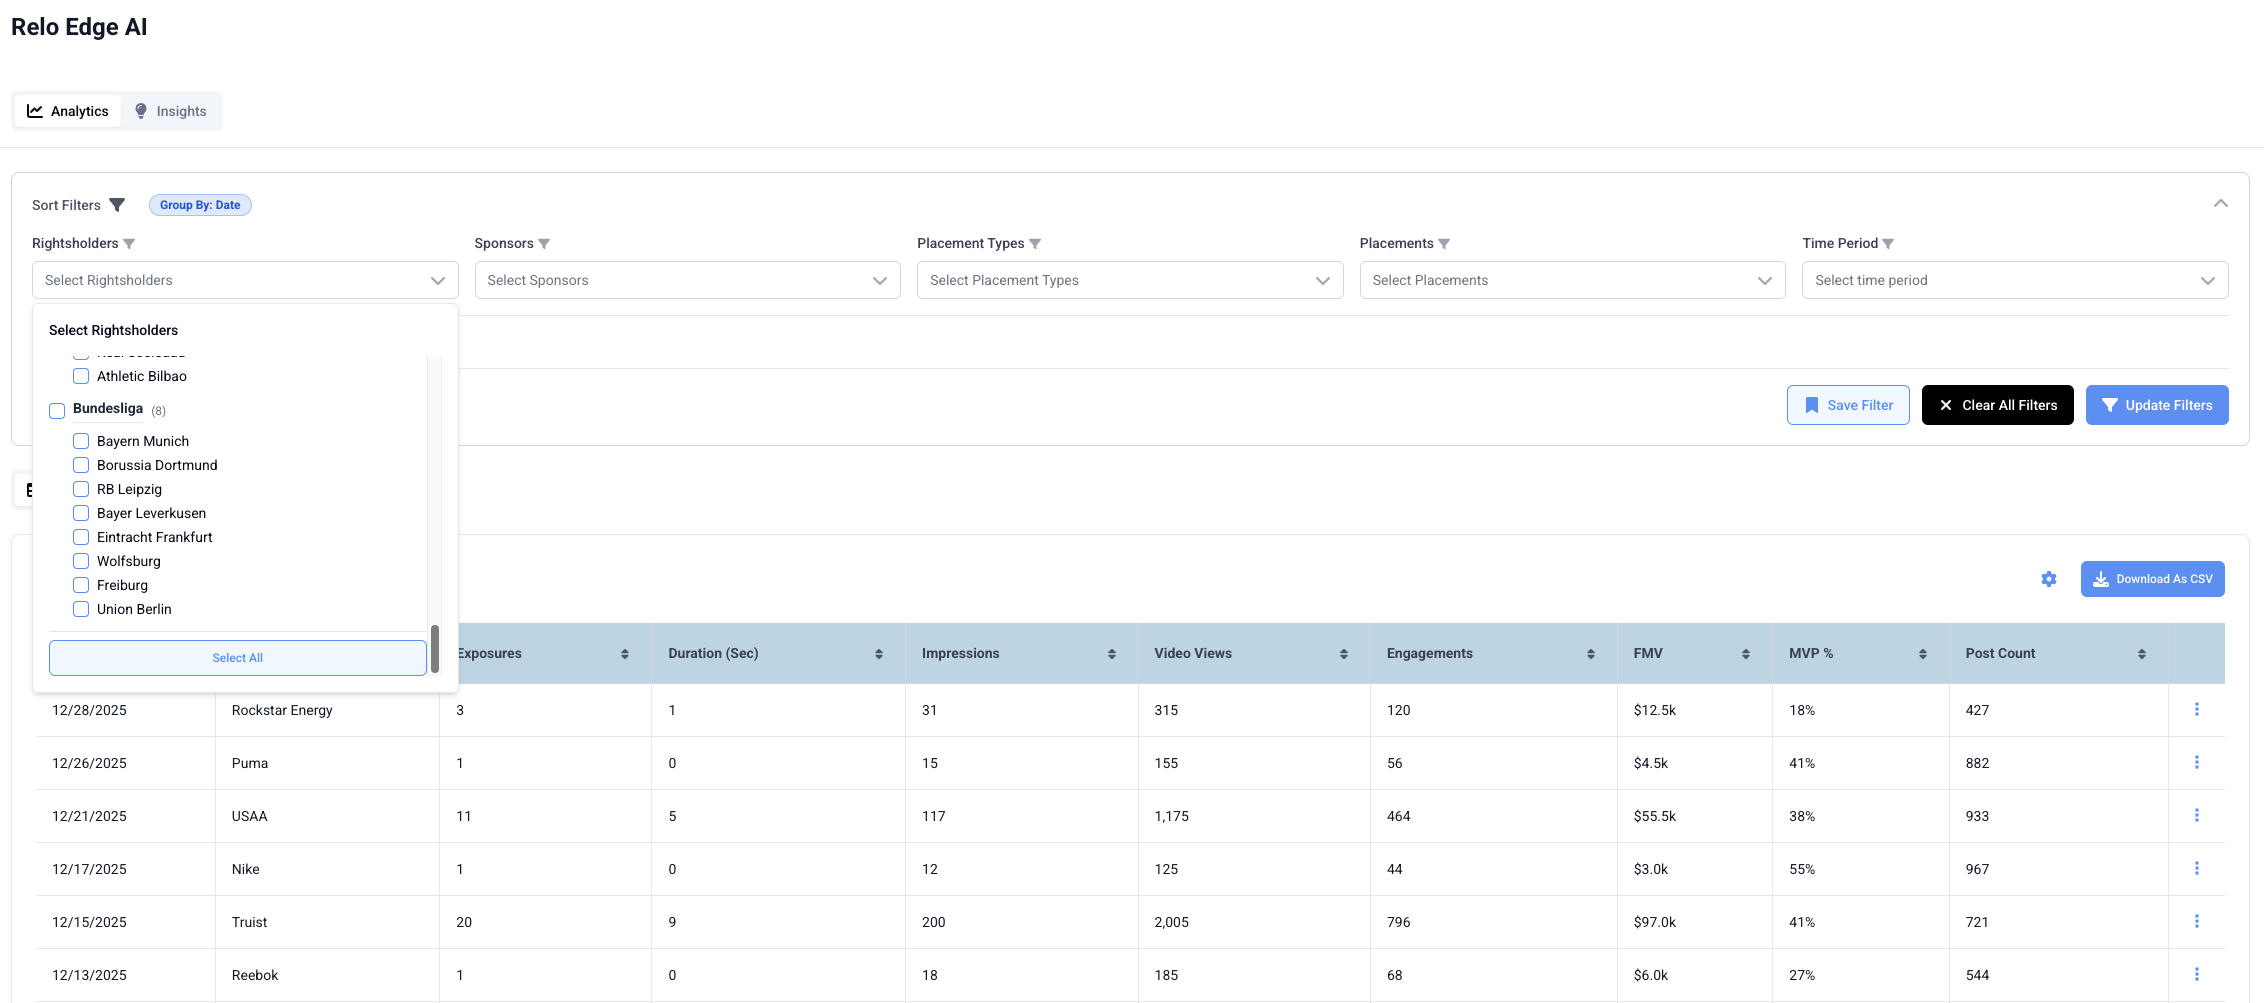 Relo Edge AI
Analytics
Insights
Sort Filters
Group By: Date
Rightsholders
Sponsors
Placement Types
Placements
Time Period
Select Rightsholders
Select Sponsors
Select Placement Types
Select Placements
Select time period
Select Rightsholders
Athletic Bilbao
Bundesliga (8)
Bayern Munich
Borussia Dortmund
RB Leipzig
Bayer Leverkusen
Eintracht Frankfurt
Wolfsburg
Freiburg
Union Berlin
Select All
Save Filter
Clear All Filters
Update Filters
Download As CSV
Exposures Duration (Sec) Impressions Video Views Engagements FMV MVP % Post Count
12/28/2025 Rockstar Energy 3 1 31 315 120 $12.5k 18% 427
12/26/2025 Puma 1 0 15 155 56 $4.5k 41% 882
12/21/2025 USAA 11 5 117 1,175 464 $55.5k 38% 933
12/17/2025 Nike 1 0 12 125 44 $3.0k 55% 967
12/15/2025 Truist 20 9 200 2,005 796 $97.0k 41% 721
12/13/2025 Reebok 1 0 18 185 68 $6.0k 27% 544